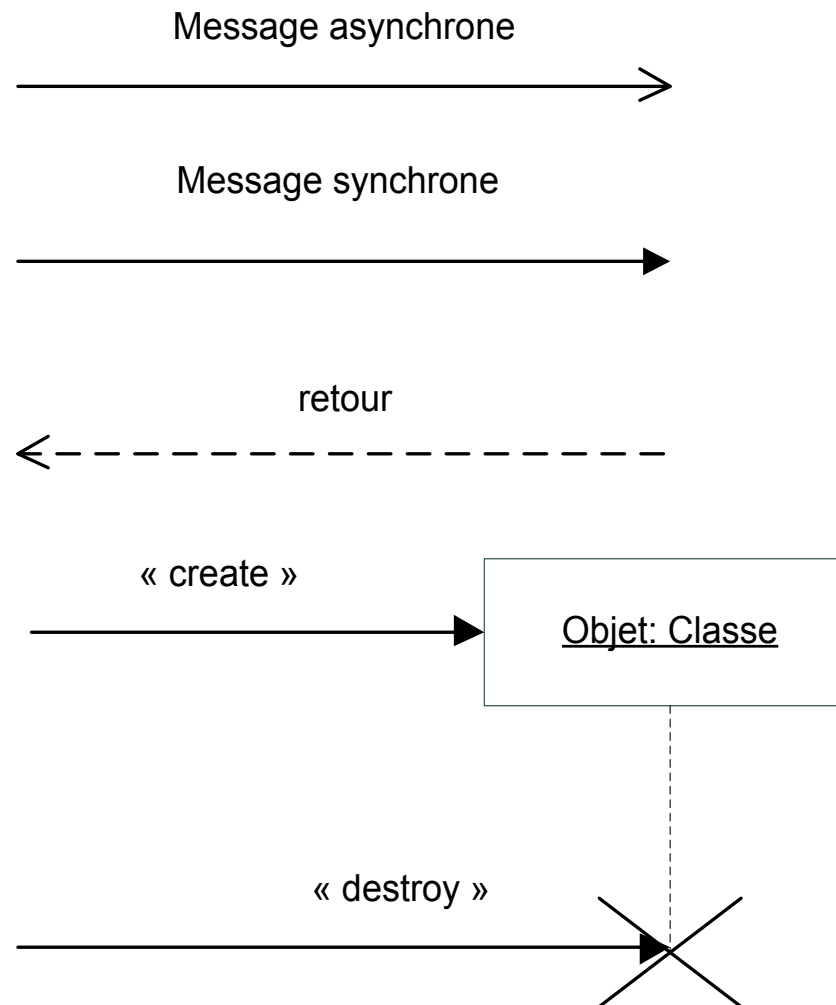 Message asynchrone
Message synchrone
retour
« create »
Objet: Classe
« destroy »